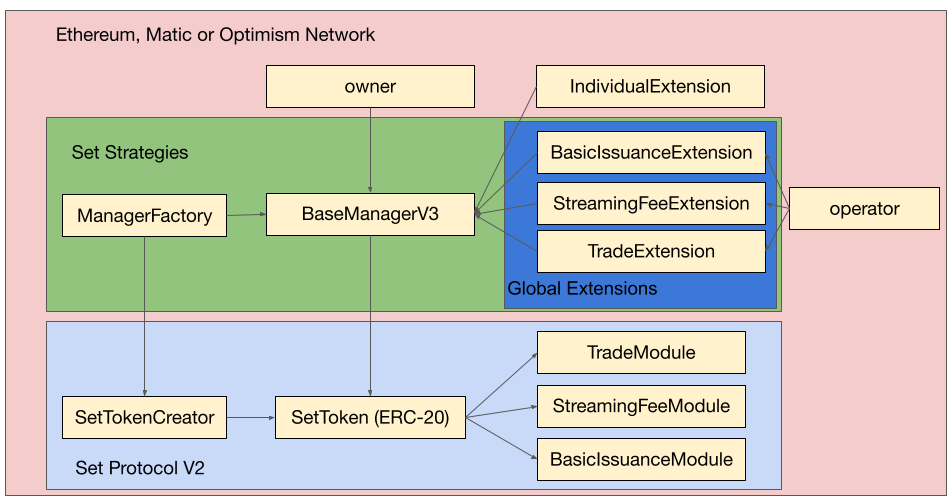 Ethereum, Matic or Optimism Network
owner
IndividualExtension
Set Strategies
BasicIssuanceExtension
ManagerFactory
BaseManagerV3
StreamingFeeExtension
operator
TradeExtension
Global Extensions
TradeModule
SetTokenCreator
SetToken (ERC-20)
StreamingFeeModule
BasicIssuanceModule
Set Protocol V2